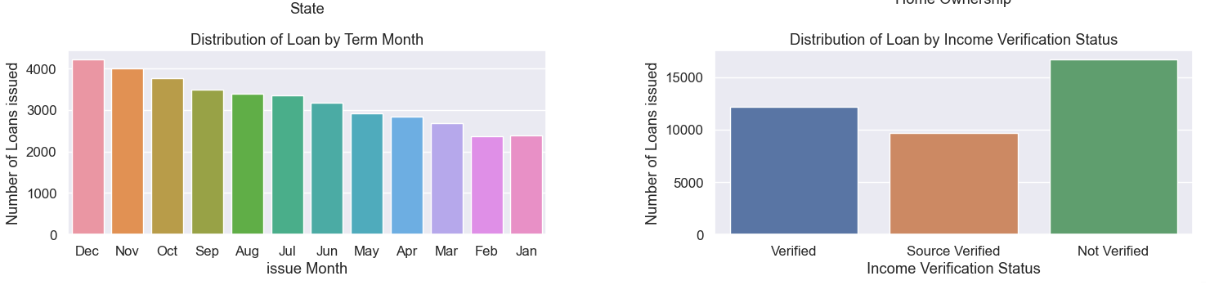 State
Home Ownership
Distribution of Loan by Term Month
Number of Loans issued
4000
3000
2000
1000
0
Dec Nov Oct Sep Aug Jul Jun May Apr Mar Feb Jan
issue Month
Distribution of Loan by Income Verification Status
Number of Loans issued
15000
10000
5000
0
Verified Source Verified Not Verified
Income Verification Status